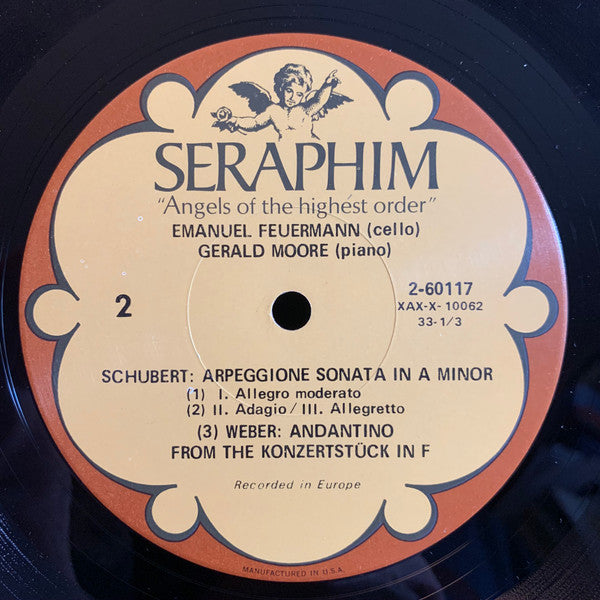 SERAPHIM
"Angels of the highest order"
EMANUEL FEUERMANN (cello)
GERALD MOORE (piano)
2
2-60117
XAX-X-10062
33-1/3
SCHUBERT: ARPEGGIONE SONATA IN A MINOR
(1) I. Allegro moderato
(2) II. Adagio/III. Allegretto
(3) WEBER: ANDANTINO
FROM THE KONZERTSTÜCK IN F
Recorded in Europe
MANUFACTURED IN U.S.A.